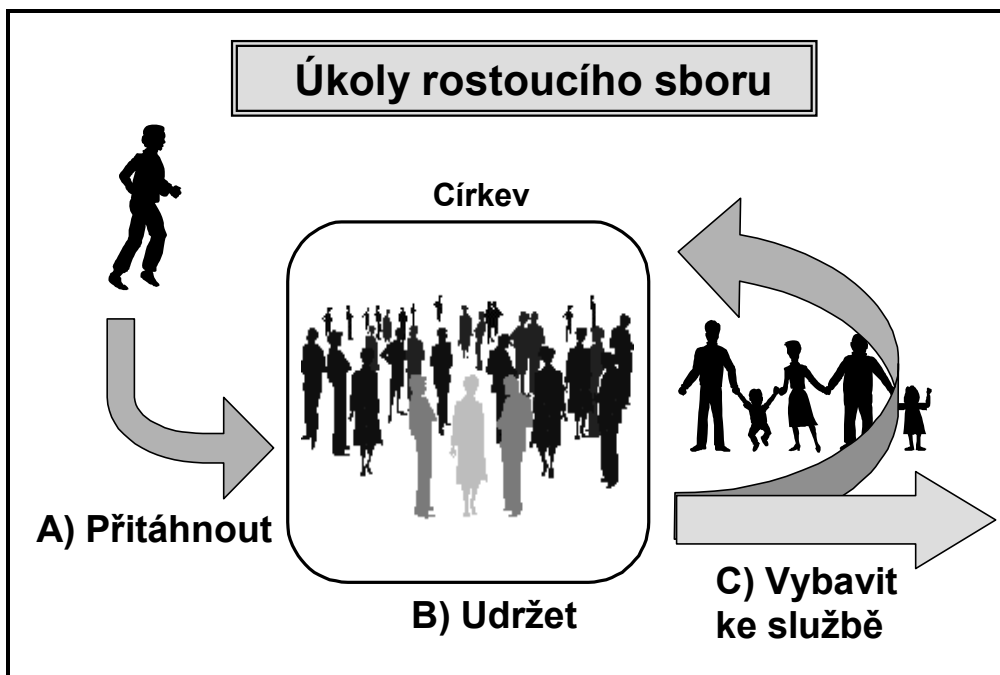 Úkoly rostoucího sboru
Církev
A) Přitáhnout
B) Udržet
C) Vybavit
ke službě